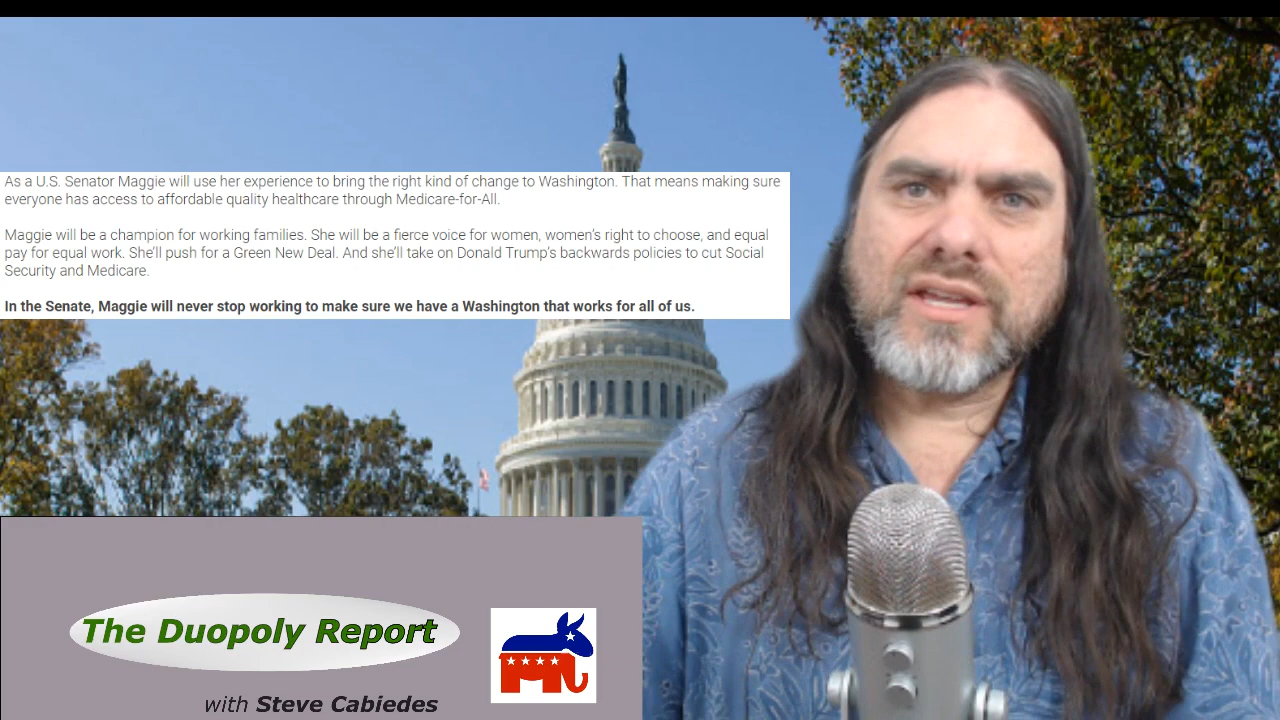 As a U.S. Senator Maggie will use her experience to bring the right kind of change to Washington. That means making sure
everyone has access to affordable quality healthcare through Medicare-for-All.
Maggie will be a champion for working families. She will be a fierce voice for women, women's right to choose, and equal
pay for equal work. She'll push for a Green New Deal. And she'll take on Donald Trump's backwards policies to cut Social
Security and Medicare.
In the Senate, Maggie will never stop working to make sure we have a Washington that works for all of us.
The Duopoly Report
with Steve Cabiedes